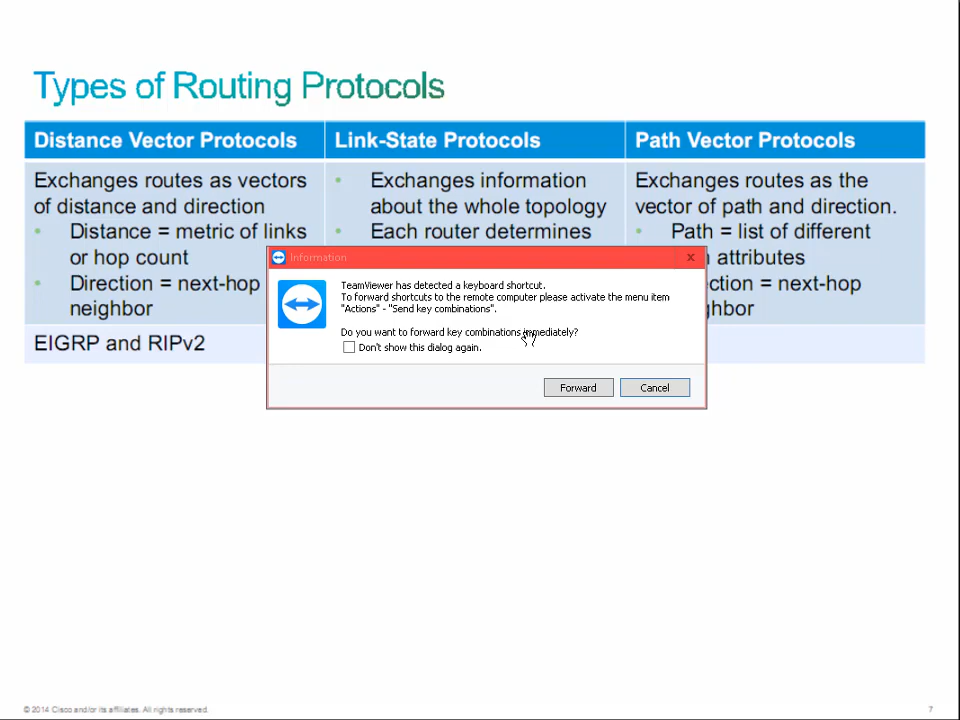 Types of Routing Protocols
Distance Vector Protocols
Link-State Protocols
Path Vector Protocols
Exchanges routes as vectors
of distance and direction
• Distance = metric of links
or hop count
• Direction = next-hop
neighbor
• Exchanges information
about the whole topology
• Each router determines
Exchanges routes as the
vector of path and direction.
• Path = list of different
attributes
= next-hop
EIGRP and RIPv2
Information
x
TeamViewer has detected a keyboard shortcut.
To forward shortcuts to the remote computer please activate the menu item
"Actions" - "Send key combinations".
Do you want to forward key combinations immediately?
Don't show this dialog again.
Forward
Cancel
© 2014 Cisco and/or its affiliates. All rights reserved.
7